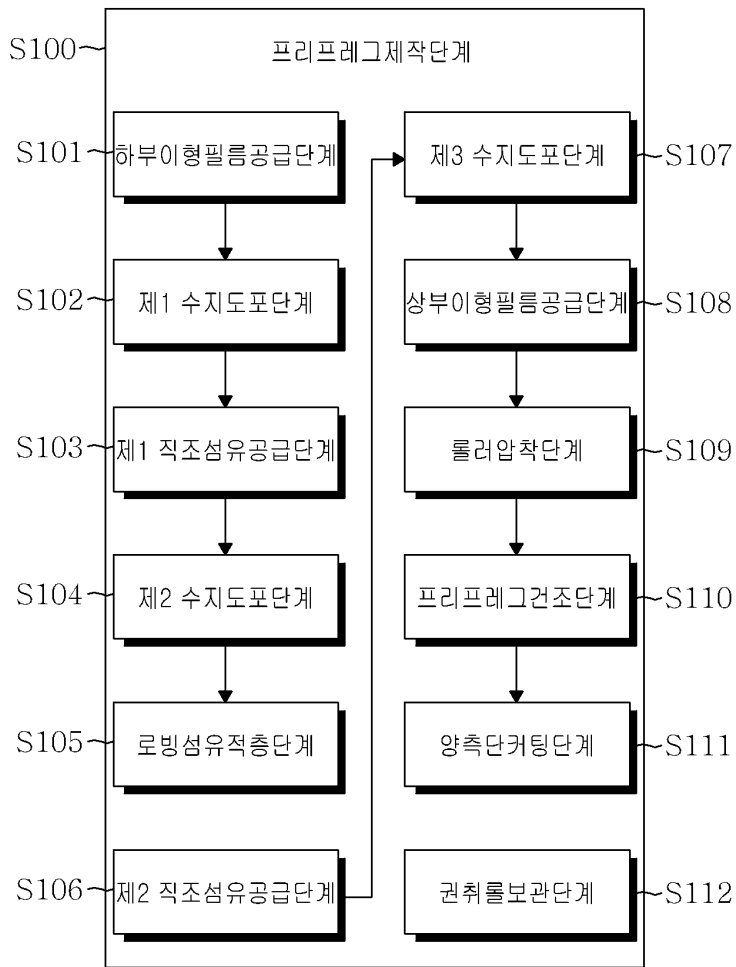 S100
프리프레그제작단계
S101
하부이형필름공급단계
S102
제1 수지도포단계
S103
제1 직조섬유공급단계
S104
제2 수지도포단계
S105
로빙섬유적층단계
S106
제2 직조섬유공급단계
제3 수지도포단계
S107
상부이형필름공급단계
S108
롤러압착단계
S109
프리프레그건조단계
S110
양측단커팅단계
S111
권취롤보관단계
S112